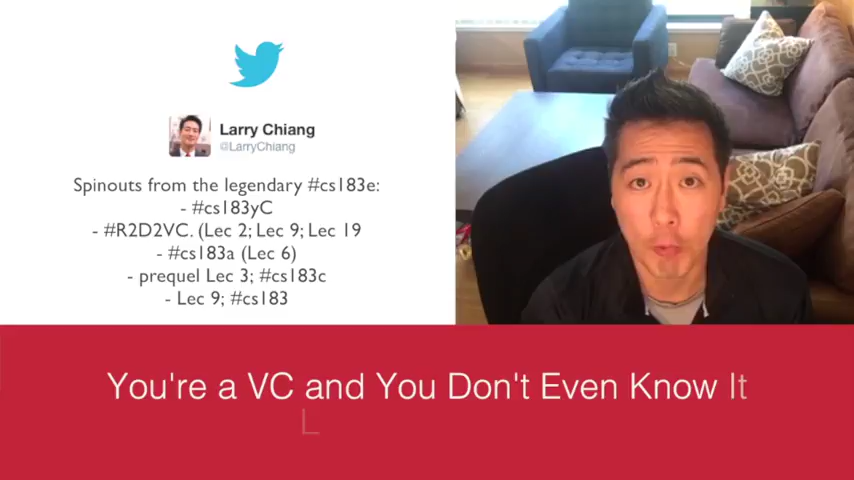 Larry Chiang
@LarryChiang
Spinouts from the legendary #cs183e:
- #cs183yC
- #R2D2VC. (Lec 2; Lec 9; Lec 19
- #cs183a (Lec 6)
- prequel Lec 3; #cs183c
- Lec 9; #cs183
You're a VC and You Don't Even Know It
L